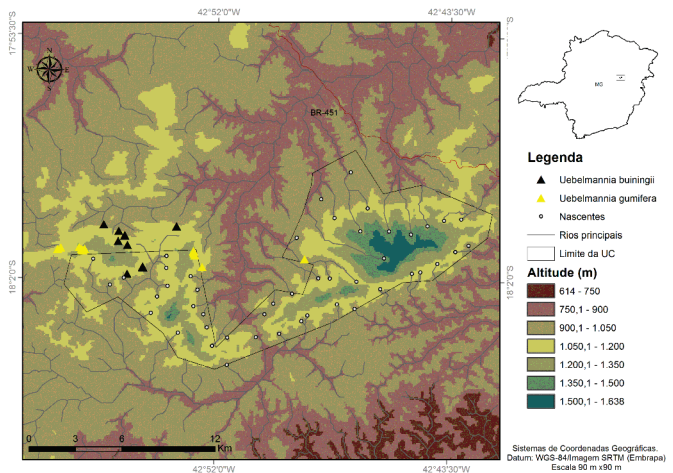 42°52'0"W 42°43'30"W
17°53'30"S
N
W E
S
BR-451
MG
Legenda
Uebelmannia buiningii
Uebelmannia gumifera
Nascentes
Rios principais
Limite da UC
Altitude (m)
614 - 750
750,1 - 900
900,1 - 1.050
1.050,1 - 1.200
1.200,1 - 1.350
1.350,1 - 1.500
1.500,1 - 1.638
18°2'0"S
18°2'0"S
0 3 6 12
Km
42°52'0"W 42°43'30"W
Sistemas de Coordenadas Geográficas.
Datum: WGS-84/Imagem SRTM (Embrapa)
Escala 90 m x90 m